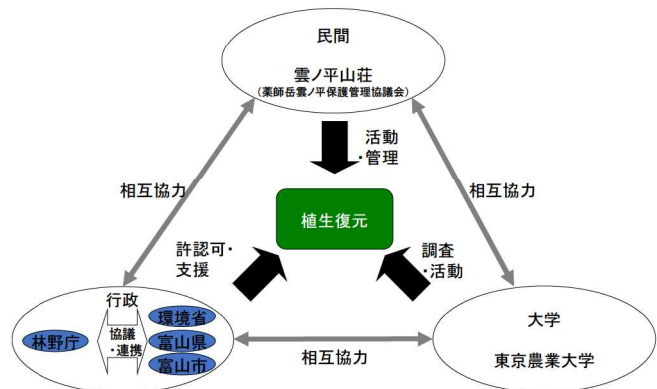 民間
雲ノ平山荘
(薬師岳雲ノ平保護管理協議会)
活動
・管理
相互協力
相互協力
植生復元
許認可・
支援
調査
・活動
行政
林野庁
協議
・連携
環境省
富山県
富山市
相互協力
大学
東京農業大学